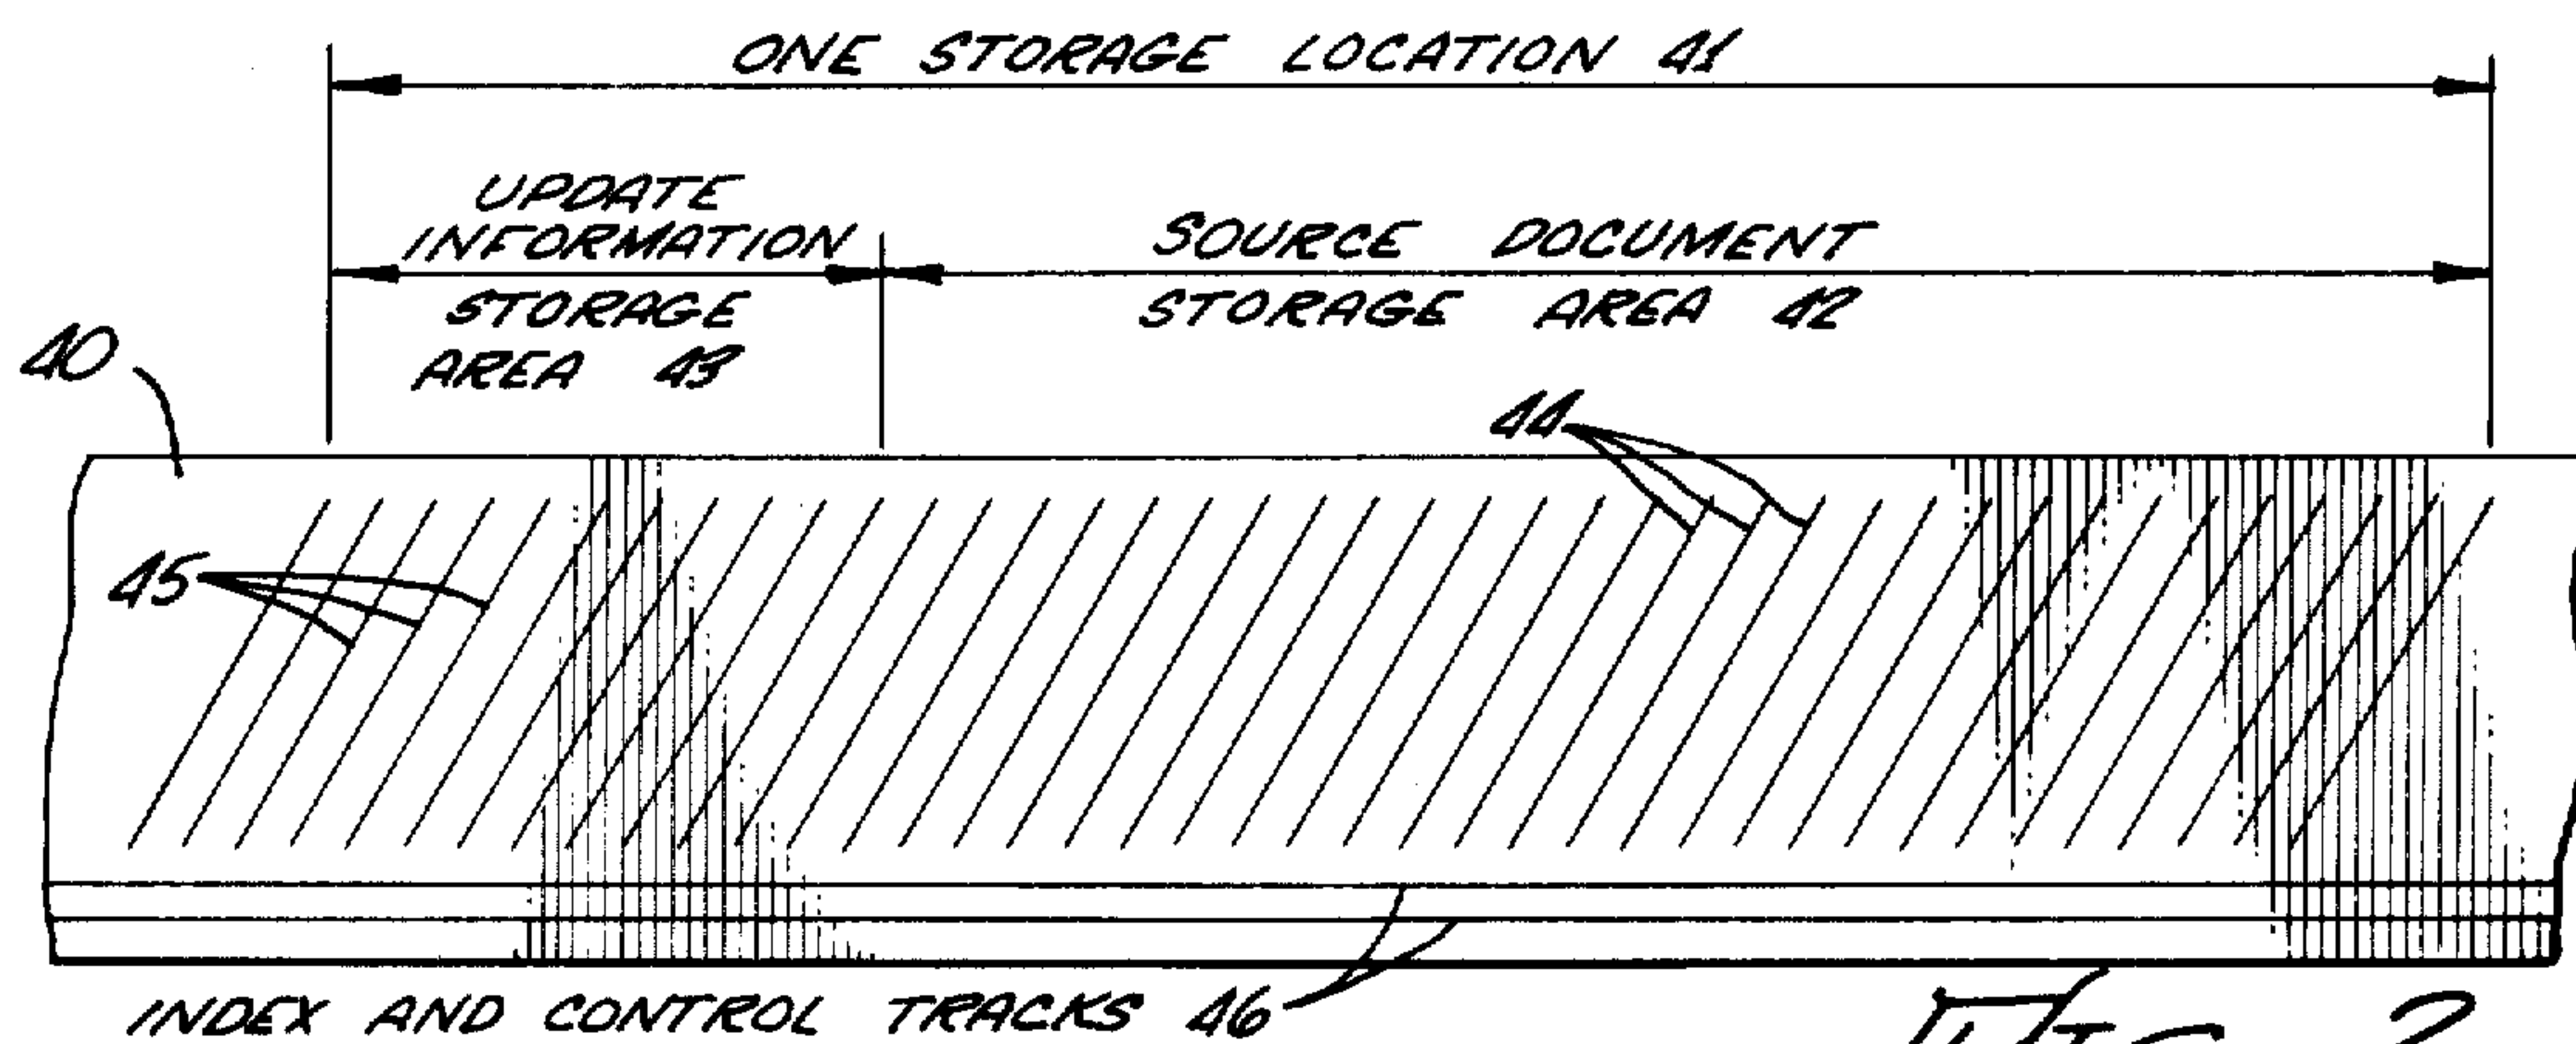 ONE STORAGE LOCATION 41
UPDATE
INFORMATION
STORAGE
AREA 43
SOURCE DOCUMENT
STORAGE AREA 42
40
44
45
INDEX AND CONTROL TRACKS 46